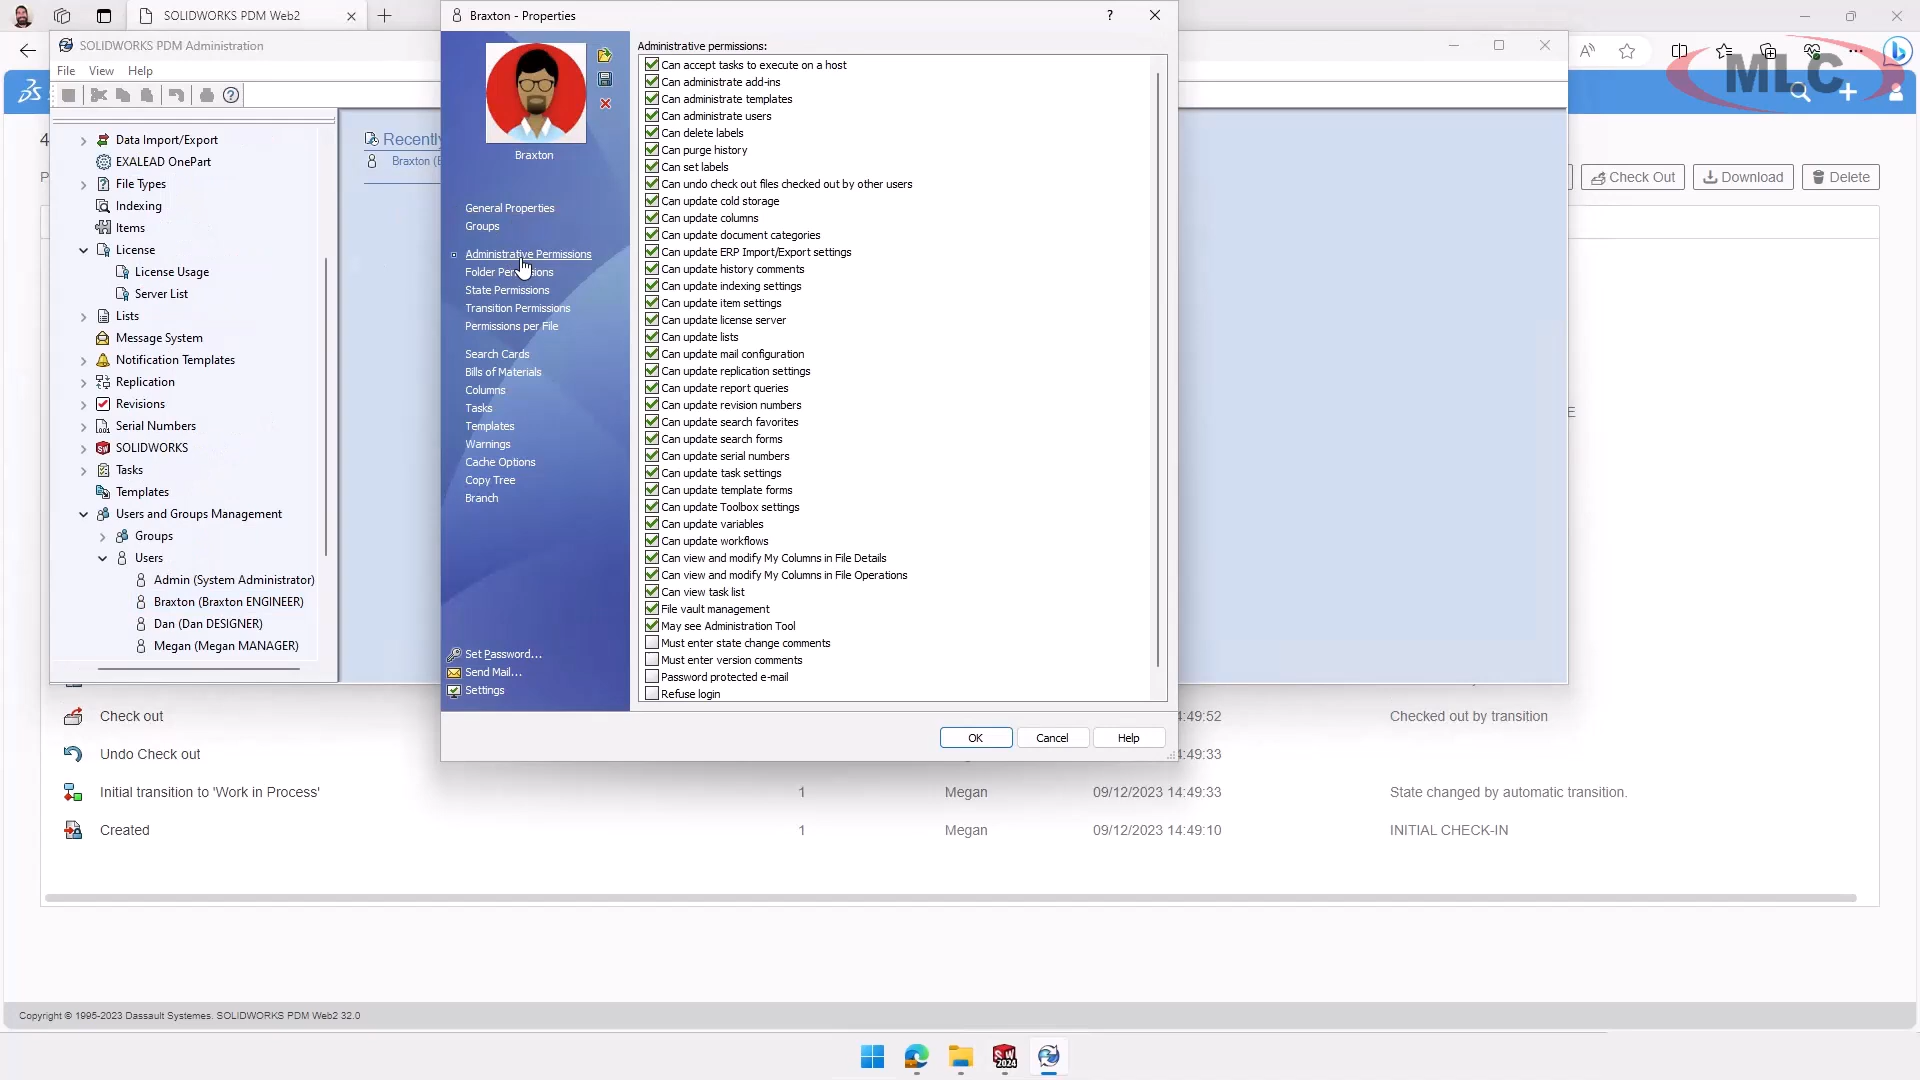 SOLIDWORKS PDM Web2
SOLIDWORKS PDM Administration
File View Help
Data Import/Export
EXALEAD OnePart
File Types
Indexing
Items
License
License Usage
Server List
Lists
Message System
Notification Templates
Replication
Revisions
Serial Numbers
SOLIDWORKS
Tasks
Templates
Users and Groups Management
Groups
Users
Admin (System Administrator)
Braxton (Braxton ENGINEER)
Dan (Dan DESIGNER)
Megan (Megan MANAGER)
Recently
Braxton (B
Braxton - Properties
Braxton
General Properties
Groups
Administrative Permissions
Folder Permissions
State Permissions
Transition Permissions
Permissions per File
Search Cards
Bills of Materials
Columns
Tasks
Templates
Warnings
Cache Options
Copy Tree
Branch
Set Password...
Send Mail...
Settings
Administrative permissions:
Can accept tasks to execute on a host
Can administrate add-ins
Can administrate templates
Can administrate users
Can delete labels
Can purge history
Can set labels
Can undo check out files checked out by other users
Can update cold storage
Can update columns
Can update document categories
Can update ERP Import/Export settings
Can update history comments
Can update indexing settings
Can update item settings
Can update license server
Can update lists
Can update mail configuration
Can update replication settings
Can update report queries
Can update revision numbers
Can update search favorites
Can update search forms
Can update serial numbers
Can update task settings
Can update template forms
Can update Toolbox settings
Can update variables
Can update workflows
Can view and modify My Columns in File Details
Can view and modify My Columns in File Operations
Can view task list
File vault management
May see Administration Tool
Must enter state change comments
Must enter version comments
Password protected e-mail
Refuse login
OK Cancel Help
MLC
Check Out Download Delete
Check out 4:49:52 Checked out by transition
Undo Check out 4:49:33
Initial transition to 'Work in Process' 1 Megan 09/12/2023 14:49:33 State changed by automatic transition.
Created 1 Megan 09/12/2023 14:49:10 INITIAL CHECK-IN
Copyright © 1995-2023 Dassault Systemes. SOLIDWORKS PDM Web2 32.0
SW
2024